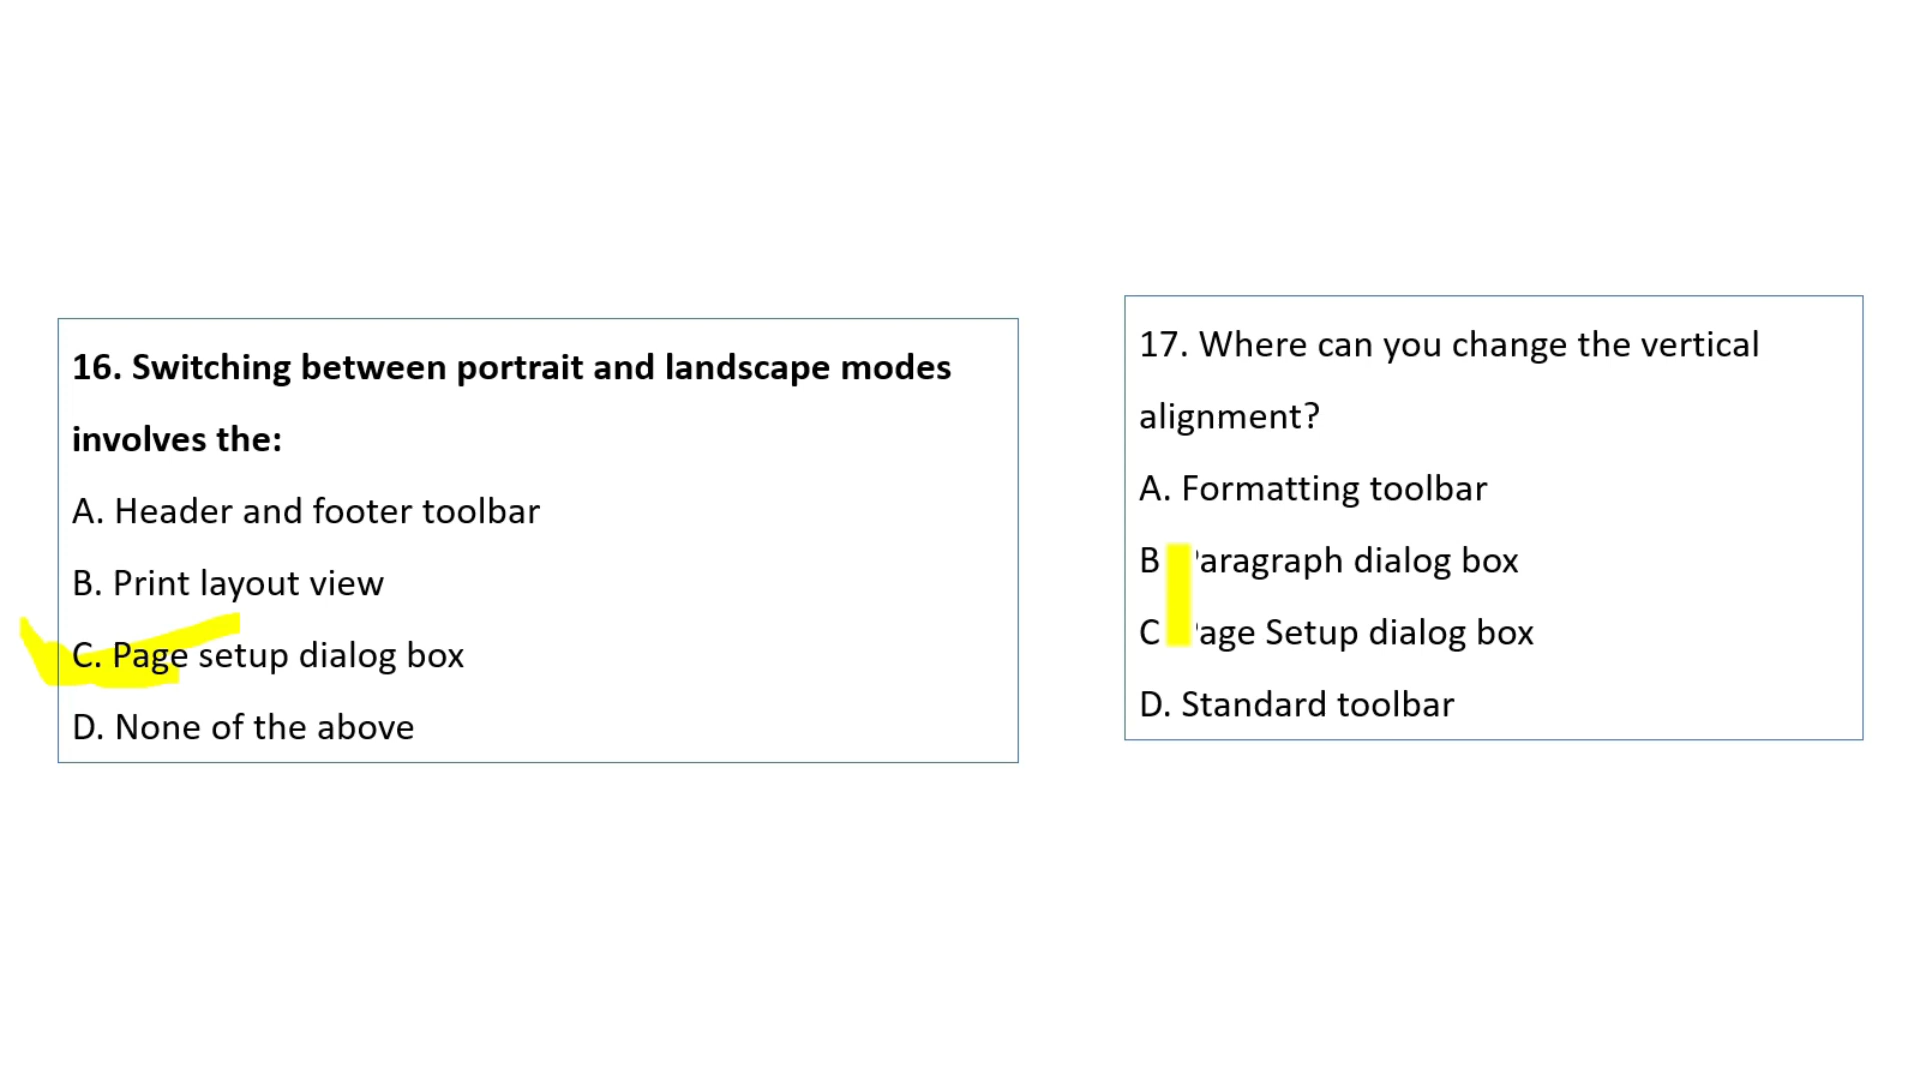 16. Switching between portrait and landscape modes
involves the:
A. Header and footer toolbar
B. Print layout view
C. Page setup dialog box
D. None of the above
17. Where can you change the vertical
alignment?
A. Formatting toolbar
B Paragraph dialog box
C Page Setup dialog box
D. Standard toolbar